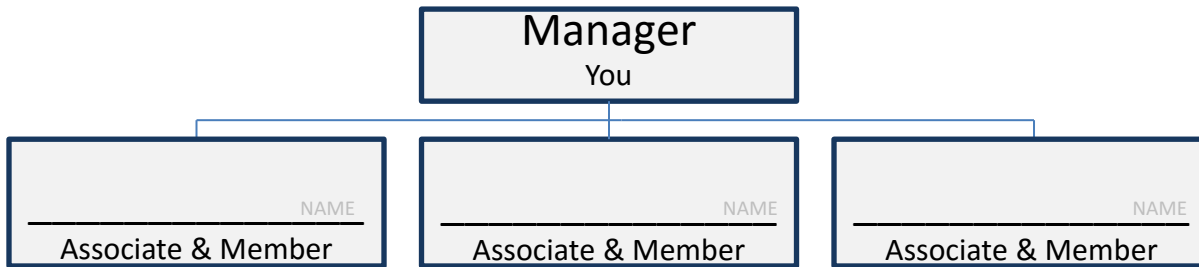 Manager
You
NAME
Associate & Member
NAME
Associate & Member
NAME
Associate & Member